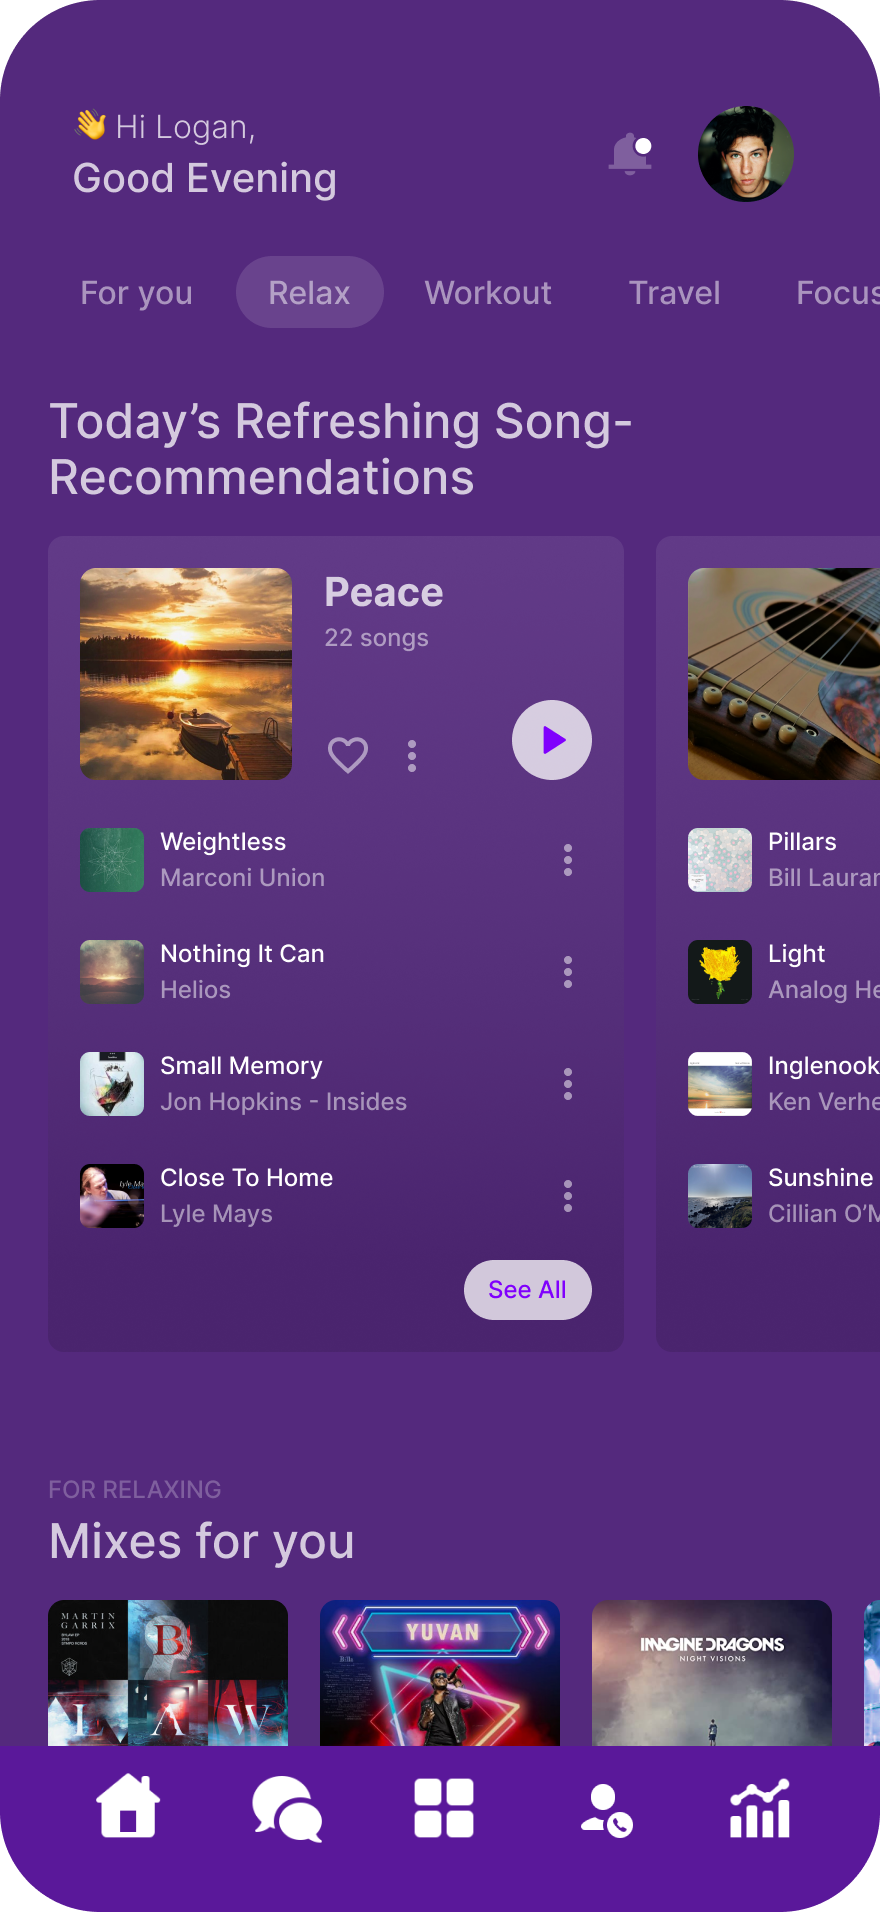 👋 Hi Logan,
Good Evening
For you
Relax
Workout
Travel
Focus
Today’s Refreshing Song-
Recommendations
Peace
22 songs
Weightless
Marconi Union
Nothing It Can
Helios
Small Memory
Jon Hopkins - Insides
Close To Home
Lyle Mays
See All
Pillars
Bill Lauran
Light
Analog He
Inglenook
Ken Verhe
Sunshine
Cillian O’M
FOR RELAXING
Mixes for you
MARTIN
GARRIX
B
L A W
YUVAN
IMAGINE DRAGONS
NIGHT VISIONS